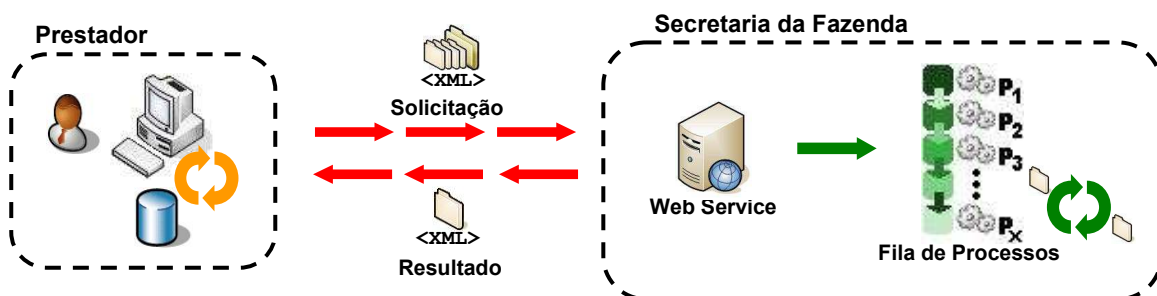 Prestador
Secretaria da Fazenda
<XML>
Solicitação
P1
P2
P3
Px
Web Service
Fila de Processos
<XML>
Resultado